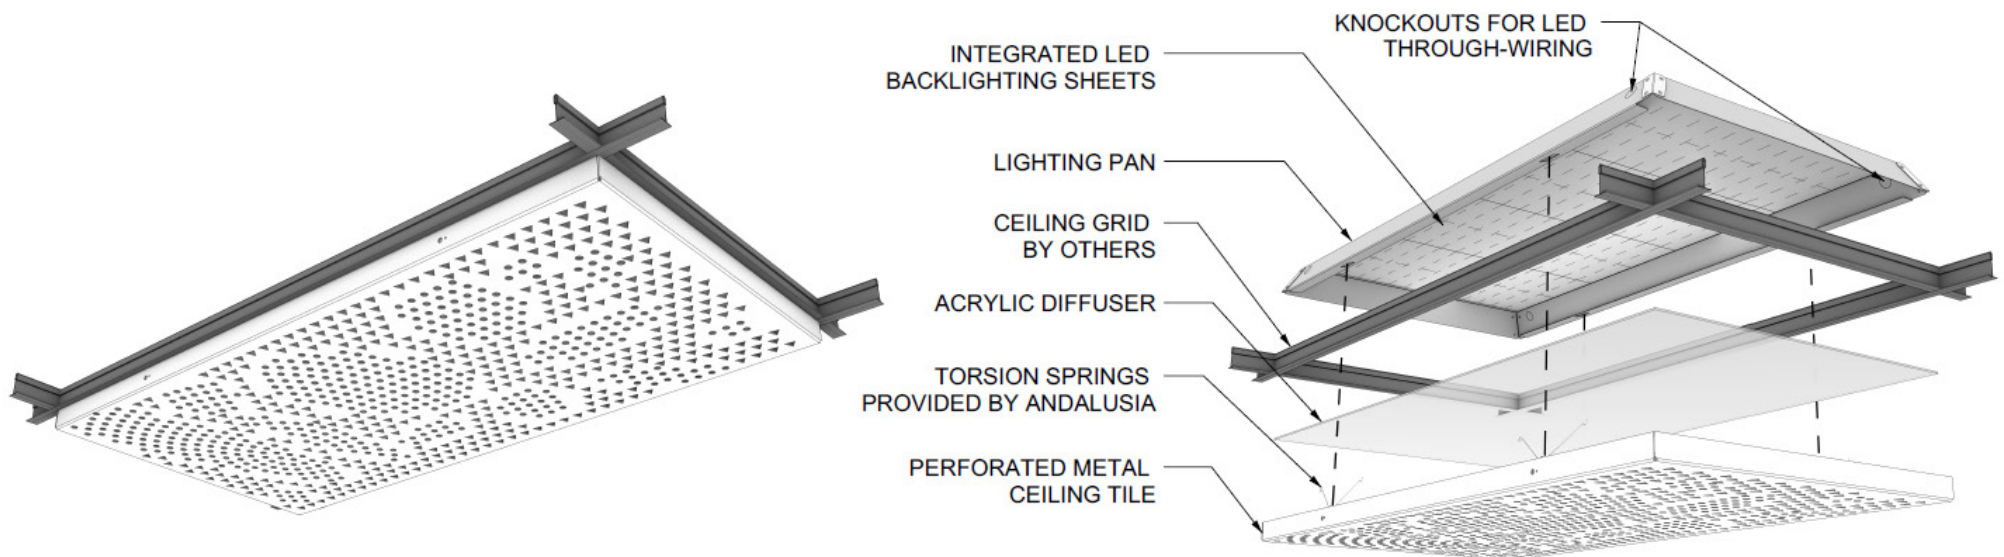 KNOCKOUTS FOR LED
THROUGH-WIRING
INTEGRATED LED
BACKLIGHTING SHEETS
LIGHTING PAN
CEILING GRID
BY OTHERS
ACRYLIC DIFFUSER
TORSION SPRINGS
PROVIDED BY ANDALUSIA
PERFORATED METAL
CEILING TILE